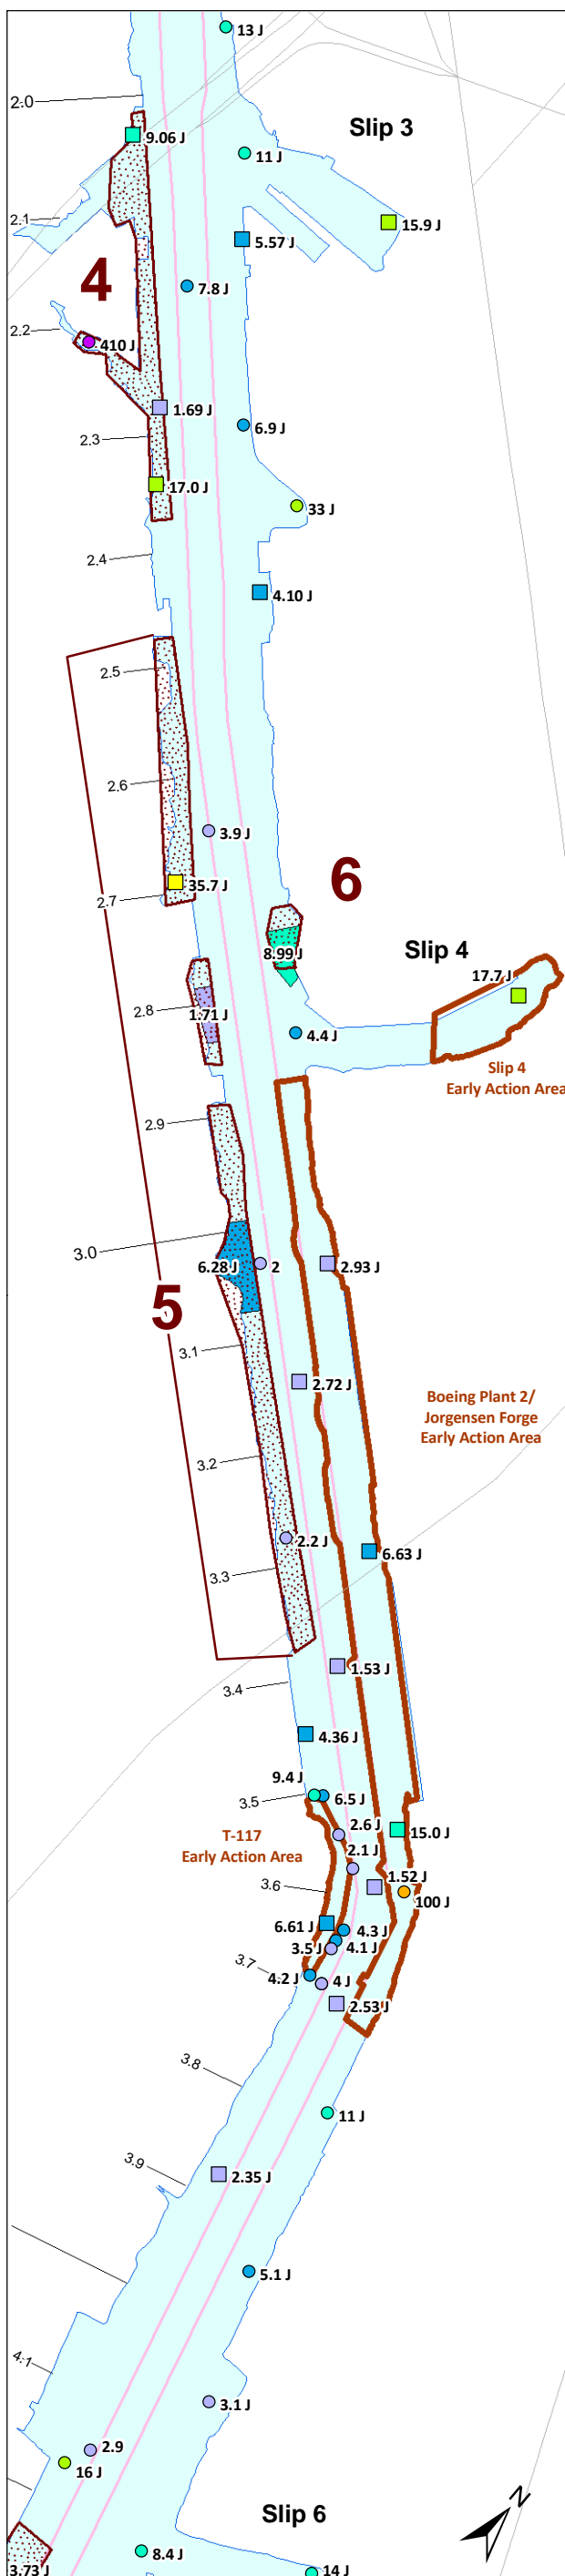 13 J
2.0
Slip 3
9.06 J
11 J
2.1
15.9 J
5.57 J
4
7.8 J
2.2
410 J
1.69 J
6.9 J
2.3
17.0 J
33 J
2.4
4.10 J
2.5
2.6
3.9 J
6
35.7 J
2.7
Slip 4
8.99 J
17.7 J
2.8
1.71 J
4.4 J
Slip 4
Early Action Area
2.9
3.0
6.28 J
2
2.93 J
5
3.1
2.72 J
Boeing Plant 2/
Jorgensen Forge
Early Action Area
3.2
2.2 J
6.63 J
3.3
1.53 J
3.4
4.36 J
9.4 J
3.5
6.5 J
2.6 J
15.0 J
T-117
Early Action Area
2.1 J
3.6
1.52 J
100 J
6.61 J
4.3 J
3.5 J
4.1 J
3.7
4.2 J
4 J
2.53 J
3.8
11 J
3.9
2.35 J
5.1 J
4.1
3.1 J
2.9
16 J
N
Slip 6
8.4 J
3.73 J
14 J